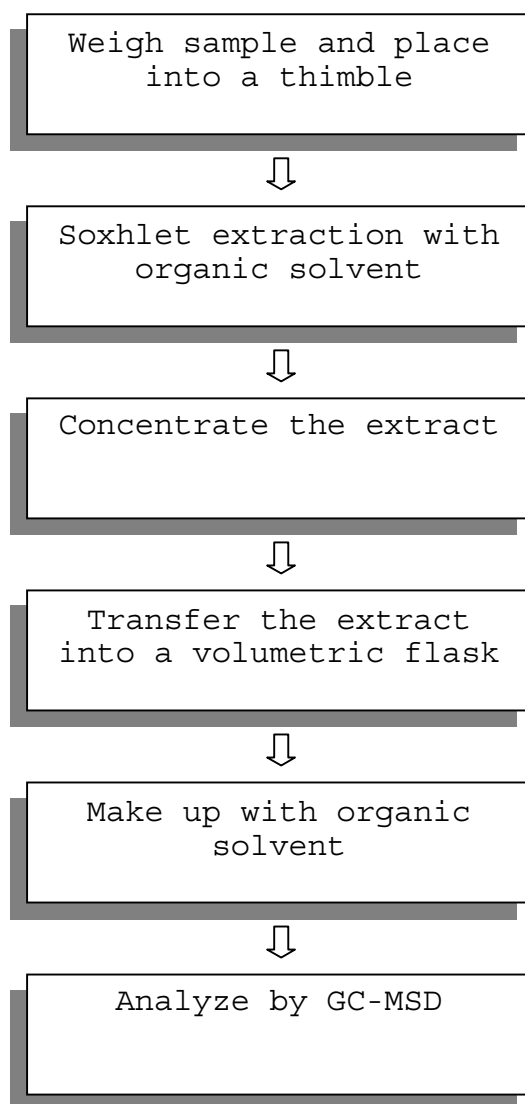 Weigh sample and place
into a thimble
Soxhlet extraction with
organic solvent
Concentrate the extract
Transfer the extract
into a volumetric flask
Make up with organic
solvent
Analyze by GC-MSD